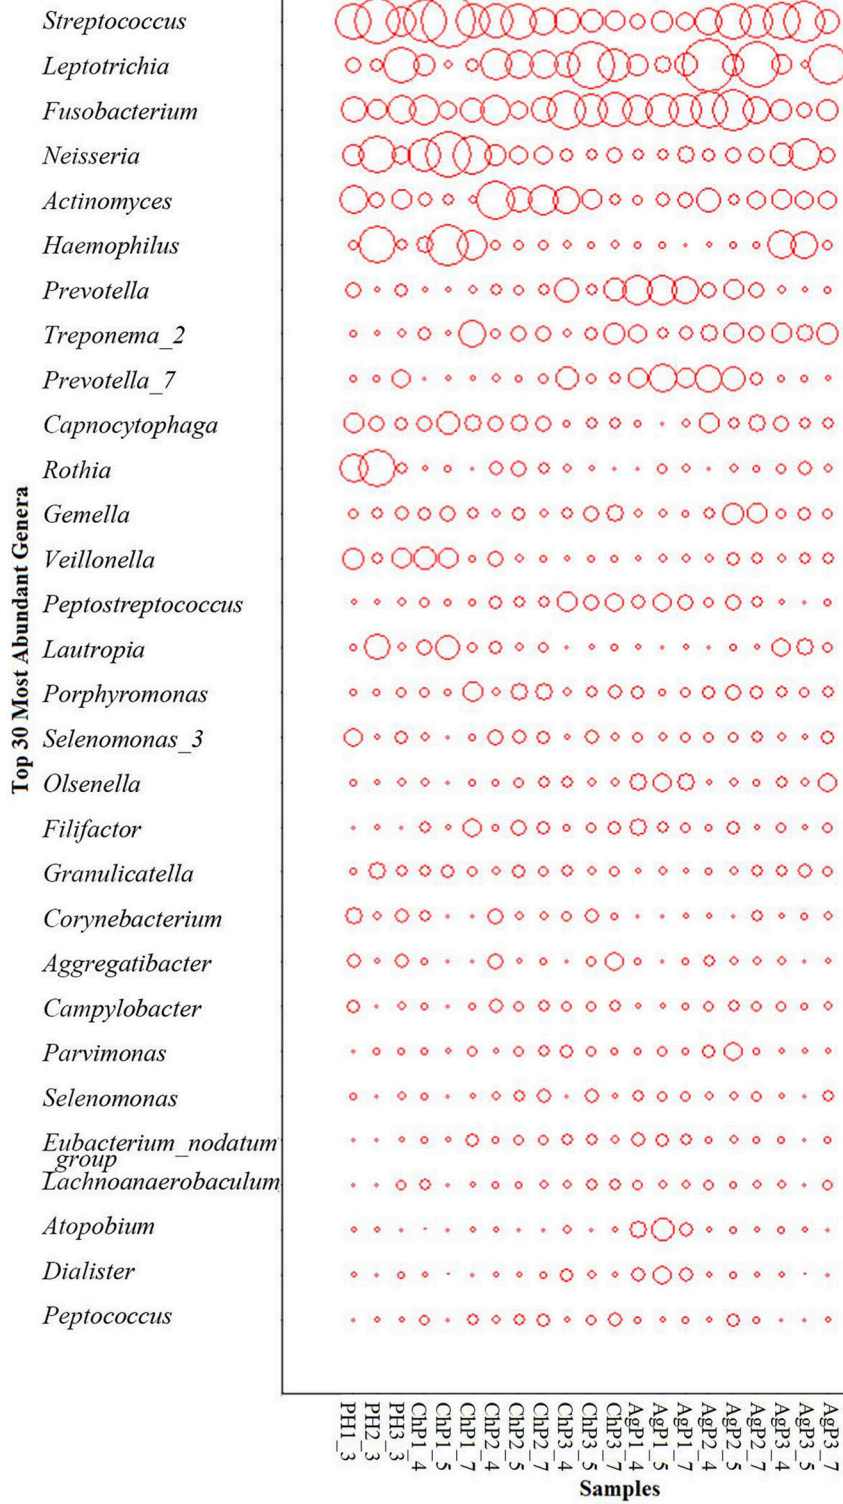 Streptococcus
Leptotrichia
Fusobacterium
Neisseria
Actinomyces
Haemophilus
Prevotella
Treponema_2
Prevotella_7
Capnocytophaga
Rothia
Gemella
Veillonella
Peptostreptococcus
Lautropia
Porphyromonas
Selenomonas_3
Olsenella
Filifactor
Granulicatella
Corynebacterium
Aggregatibacter
Campylobacter
Parvimonas
Selenomonas
Eubacterium_nodatum
_group
Lachnoanaerobaculum
Atopobium
Dialister
Peptococcus
Top 30 Most Abundant Genera
PH1_3
PH2_3
PH3_3
ChP1_4
ChP1_5
ChP1_7
ChP2_4
ChP2_5
ChP2_7
ChP3_4
ChP3_5
ChP3_7
AgP1_4
AgP1_5
AgP1_7
AgP2_4
AgP2_5
AgP2_7
AgP3_4
AgP3_5
AgP3_7
Samples